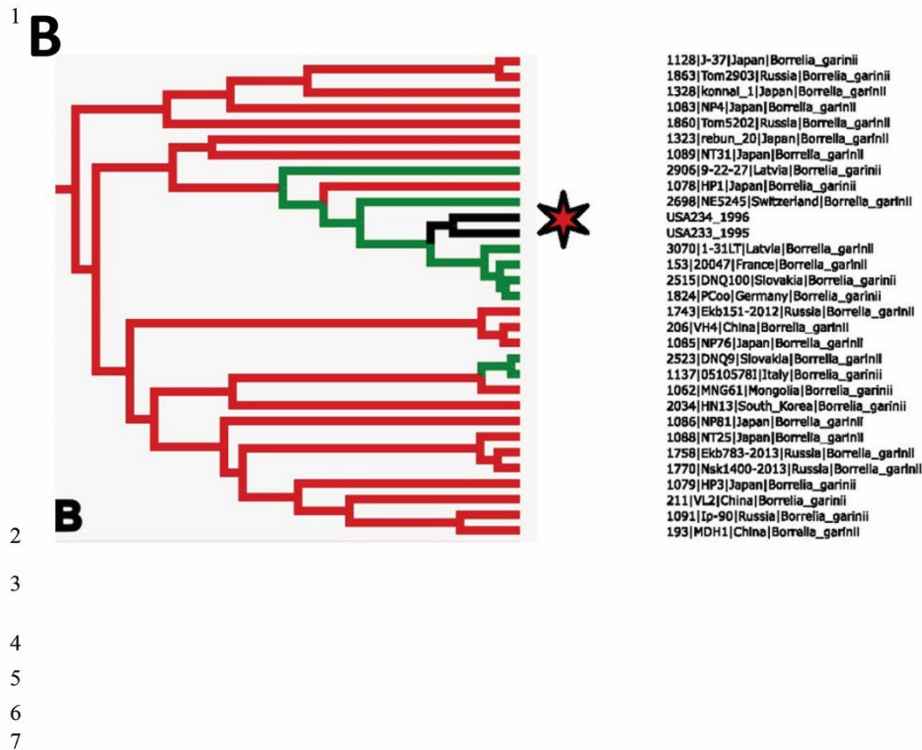 1
B
1128|J-37|Japan|Borrelia_garinii
1863|Tom2903|Russia|Borrelia_garinii
1328|konnai_1|Japan|Borrelia_garinii
1083|NP4|Japan|Borrelia_garinii
1860|Tom5202|Russia|Borrelia_garinii
1323|rebun_20|Japan|Borrelia_garinii
1089|NT31|Japan|Borrelia_garinii
2906|9-22-27|Latvia|Borrelia_garinii
1078|HP1|Japan|Borrelia_garinii
2698|NE5245|Switzerland|Borrelia_garinii
USA234_1996
USA233_1995
3070|1-31LT|Latvia|Borrelia_garinii
153|20047|France|Borrelia_garinii
2515|DNQ100|Slovakia|Borrelia_garinii
1824|PCoo|Germany|Borrelia_garinii
1743|Ekb151-2012|Russia|Borrelia_garinii
206|VH4|China|Borrelia_garinii
1085|NP76|Japan|Borrelia_garinii
2523|DNQ9|Slovakia|Borrelia_garinii
1137|0510578I|Italy|Borrelia_garinii
1062|MNG61|Mongolia|Borrelia_garinii
2034|HN13|South_Korea|Borrelia_garinii
1086|NP81|Japan|Borrelia_garinii
1088|NT25|Japan|Borrelia_garinii
1758|Ekb783-2013|Russia|Borrelia_garinii
1770|Nsk1400-2013|Russia|Borrelia_garinii
1079|HP3|Japan|Borrelia_garinii
211|VL2|China|Borrelia_garinii
1091|Ip-90|Russia|Borrelia_garinii
193|MDH1|China|Borrelia_garinii
B
2
3
4
5
6
7